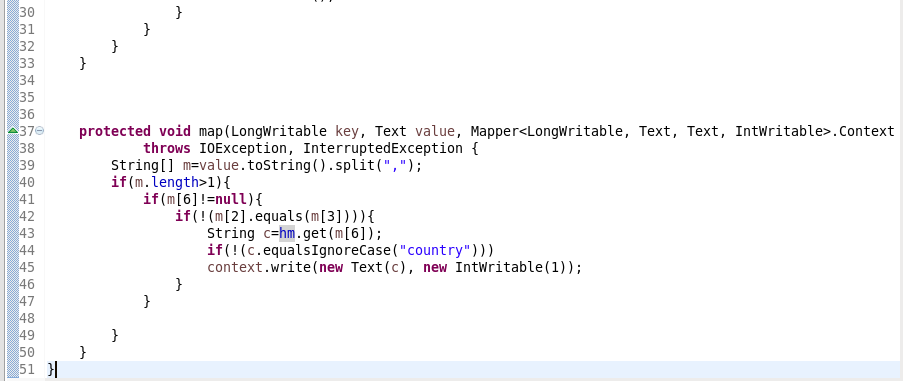 30                }
31            }
32        }
33    }
34
35
36
37    protected void map(LongWritable key, Text value, Mapper<LongWritable, Text, Text, IntWritable>.Context
38            throws IOException, InterruptedException {
39        String[] m=value.toString().split(",");
40        if(m.length>1){
41            if(m[6]!=null){
42                if(!(m[2].equals(m[3]))){
43                    String c=hm.get(m[6]);
44                    if(!(c.equalsIgnoreCase("country")))
45                    context.write(new Text(c), new IntWritable(1));
46                }
47            }
48
49        }
50    }
51 }